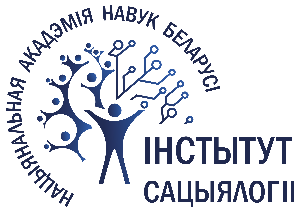 НАЦЫЯНАЛЬНАЯ АКАДЭМІЯ НАВУК БЕЛАРУСІ
ІНСТЫТУТ
САЦЫЯЛОГІІ